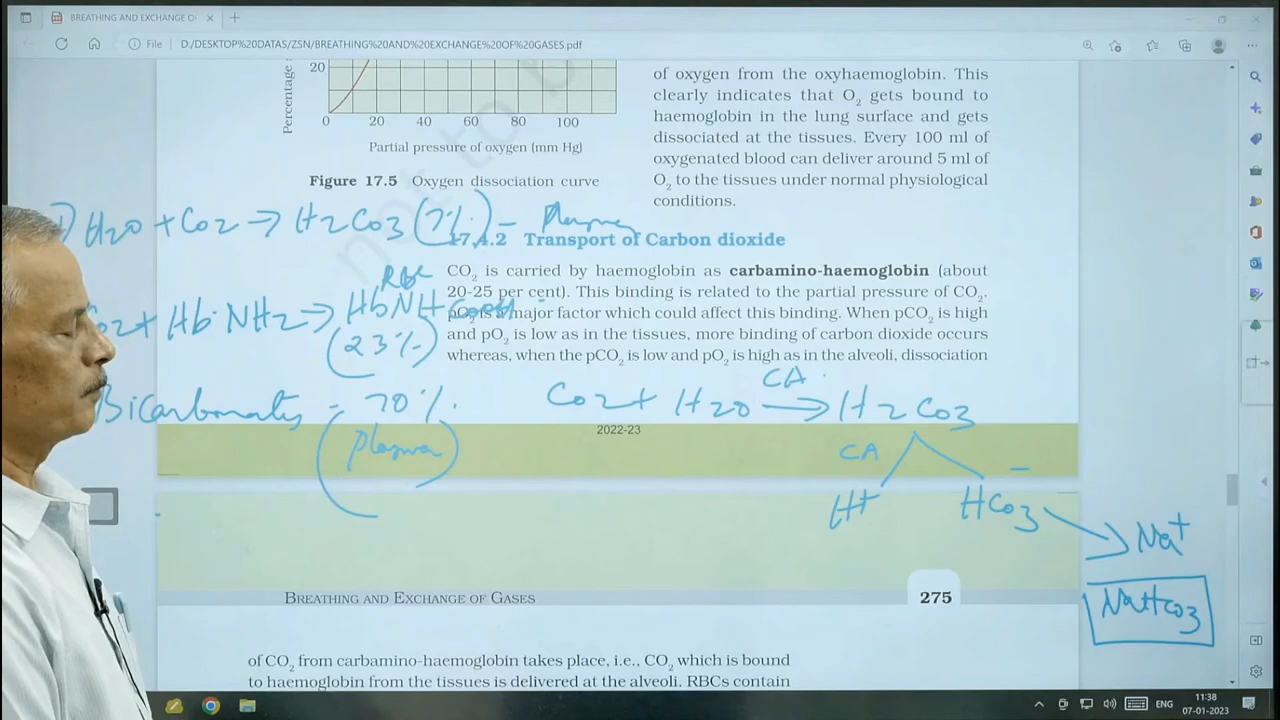 BREATHING AND EXCHANGE O
File D:/DESKTOP%20DATAS/ZSN/BREATHING%20AND%20EXCHANGE%20OF%20GASES.pdf
Percentage
20
0 20 40 60 80 100
Partial pressure of oxygen (mm Hg)
Figure 17.5 Oxygen dissociation curve
not to b
of oxygen from the oxyhaemoglobin. This
clearly indicates that O2 gets bound to
haemoglobin in the lung surface and gets
dissociated at the tissues. Every 100 ml of
oxygenated blood can deliver around 5 ml of
O2 to the tissues under normal physiological
conditions.
1) H2O + Co2 → H2Co3 (7%) - Plasma
17.4.2 Transport of Carbon dioxide
CO2 is carried by haemoglobin as carbamino-haemoglobin (about
20-25 per cent). This binding is related to the partial pressure of CO2.
pO2 is a major factor which could affect this binding. When pCO2 is high
and pO2 is low as in the tissues, more binding of carbon dioxide occurs
whereas, when the pCO2 is low and pO2 is high as in the alveoli, dissociation
RBC
Co2 + Hb·NH2 → HbNH COOH
(23%)
Bicarbonates - 70%.
(Plasma)
CA
Co2 + H2O → H2Co3
CA
H+ HCo3 -
Na+
NaHCo3
2022-23
BREATHING AND EXCHANGE OF GASES 275
of CO2 from carbamino-haemoglobin takes place, i.e., CO2 which is bound
to haemoglobin from the tissues is delivered at the alveoli. RBCs contain
ENG
11:38
07-01-2023